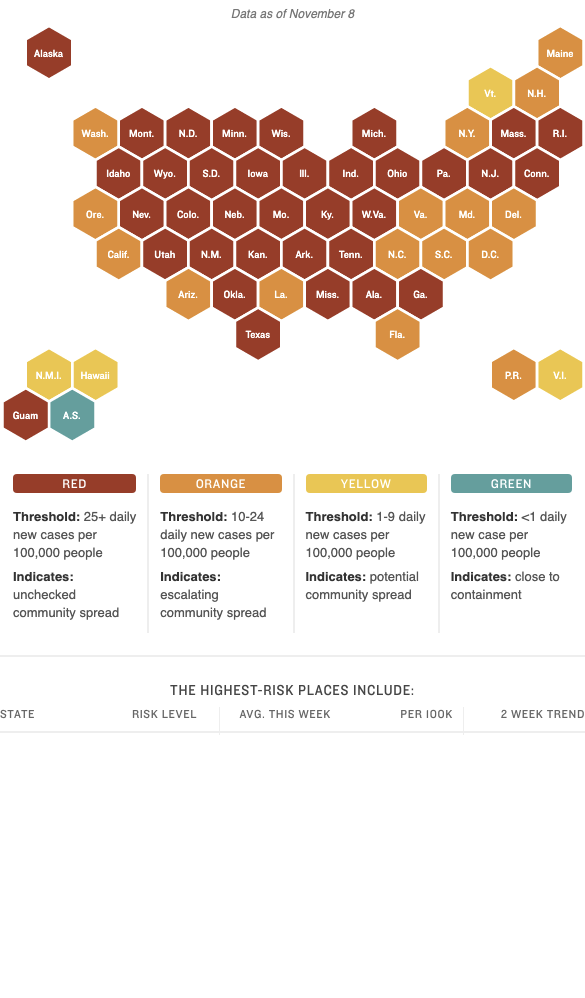 Data as of November 8
Alaska Maine
Vt. N.H.
Wash. Mont. N.D. Minn. Wis. Mich. N.Y. Mass. R.I.
Idaho Wyo. S.D. Iowa Ill. Ind. Ohio Pa. N.J. Conn.
Ore. Nev. Colo. Neb. Mo. Ky. W.Va. Va. Md. Del.
Calif. Utah N.M. Kan. Ark. Tenn. N.C. S.C. D.C.
Ariz. Okla. La. Miss. Ala. Ga.
Texas Fla.
N.M.I. Hawaii P.R. V.I.
Guam A.S.
RED
Threshold: 25+ daily
new cases per
100,000 people
Indicates:
unchecked
community spread
ORANGE
Threshold: 10-24
daily new cases per
100,000 people
Indicates:
escalating
community spread
YELLOW
Threshold: 1-9 daily
new cases per
100,000 people
Indicates: potential
community spread
GREEN
Threshold: <1 daily
new case per
100,000 people
Indicates: close to
containment
THE HIGHEST-RISK PLACES INCLUDE:
STATE RISK LEVEL AVG. THIS WEEK PER 100K 2 WEEK TREND